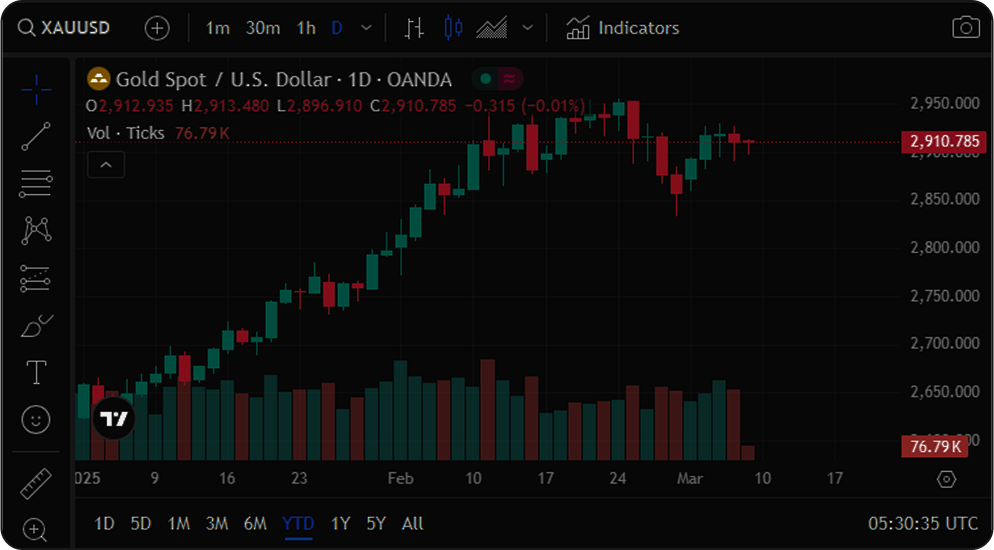 XAUUSD 1m 30m 1h D Indicators
Gold Spot / U.S. Dollar · 1D · OANDA
O2,912.935 H2,913.480 L2,896.910 C2,910.785 −0.315 (−0.01%)
Vol · Ticks 76.79K
2,950.000
2,910.785
2,900.000
2,850.000
2,800.000
2,750.000
2,700.000
2,650.000
76.79K
025 9 16 23 Feb 10 17 24 Mar 10 17
1D 5D 1M 3M 6M YTD 1Y 5Y All 05:30:35 UTC